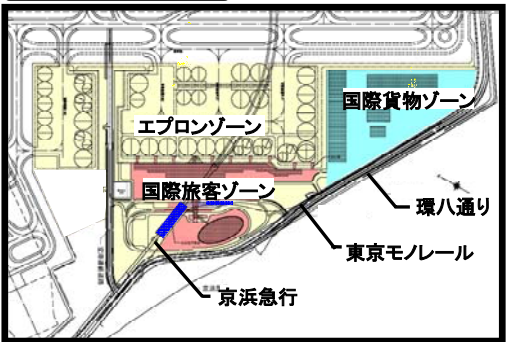 国際貨物ゾーン
エプロンゾーン
国際旅客ゾーン
環八通り
東京モノレール
京浜急行